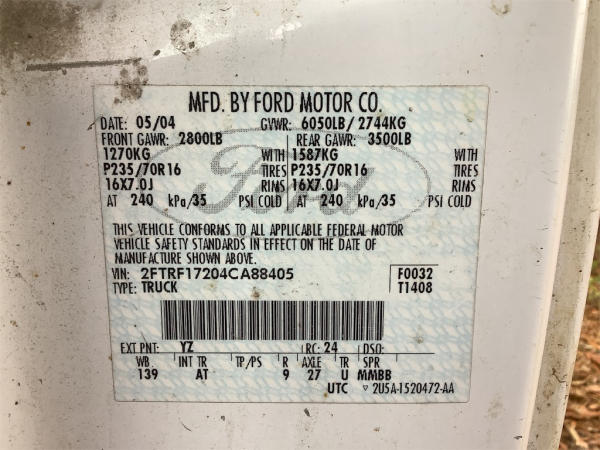 MFD. BY FORD MOTOR CO.
DATE: 05/04 GVWR: 6050LB/ 2744KG
FRONT GAWR: 2800LB REAR GAWR: 3500LB
1270KG WITH 1587KG WITH
P235/70R16 TIRES P235/70R16 TIRES
16X7.0J RIMS 16X7.0J RIMS
AT 240 kPa/35 PSI COLD AT 240 kPa/35 PSI COLD
Ford
THIS VEHICLE CONFORMS TO ALL APPLICABLE FEDERAL MOTOR
VEHICLE SAFETY STANDARDS IN EFFECT ON THE DATE OF
MANUFACTURE SHOWN ABOVE.
VIN: 2FTRF17204CA88405 F0032
TYPE: TRUCK T1408
EXT PNT: YZ RC: 24 DSO:
WB INT TR TP/PS R AXLE TR SPR
139 AT 9 27 U MMBB
UTC ▽ 2U5A-1520472-AA